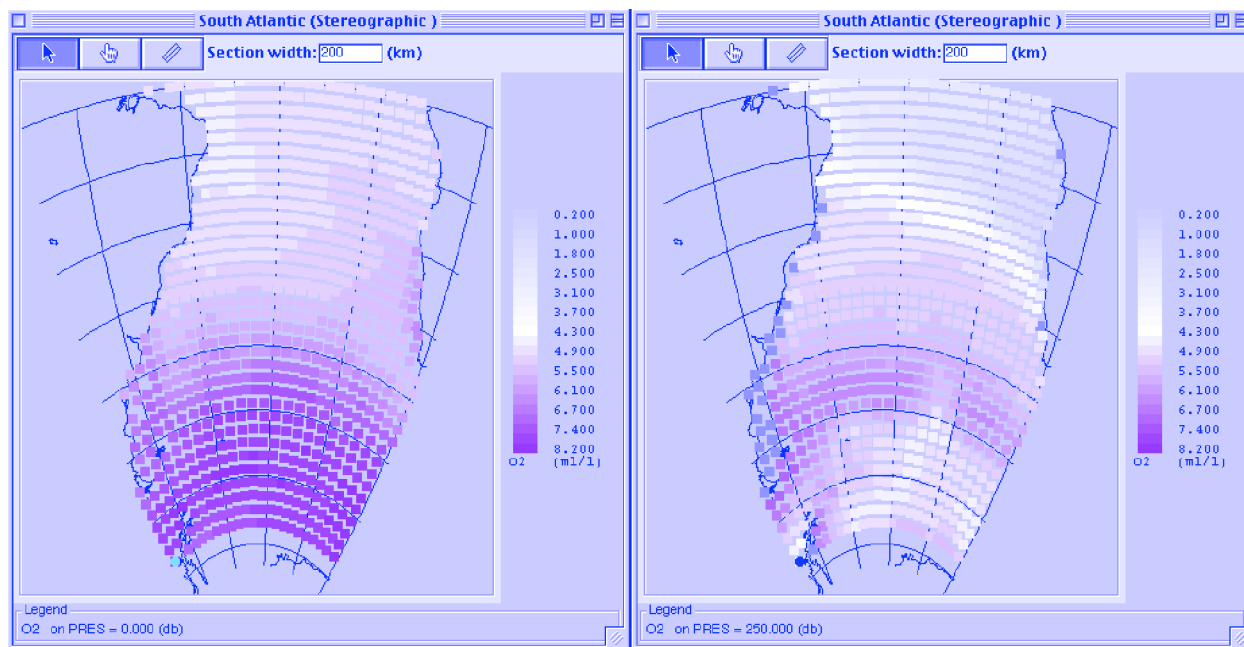 South Atlantic (Stereographic )
Section width: 200 (km)
0.200
1.000
1.800
2.500
3.100
3.700
4.300
4.900
5.500
6.100
6.700
7.400
8.200
O2 (ml/l)
Legend
O2 on PRES = 0.000 (db)
South Atlantic (Stereographic )
Section width: 200 (km)
0.200
1.000
1.800
2.500
3.100
3.700
4.300
4.900
5.500
6.100
6.700
7.400
8.200
O2 (ml/l)
Legend
O2 on PRES = 250.000 (db)